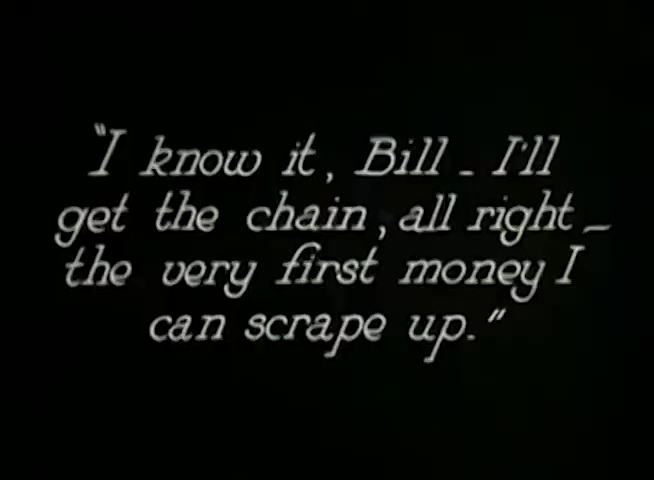 "I know it, Bill - I'll
get the chain, all right -
the very first money I
can scrape up."